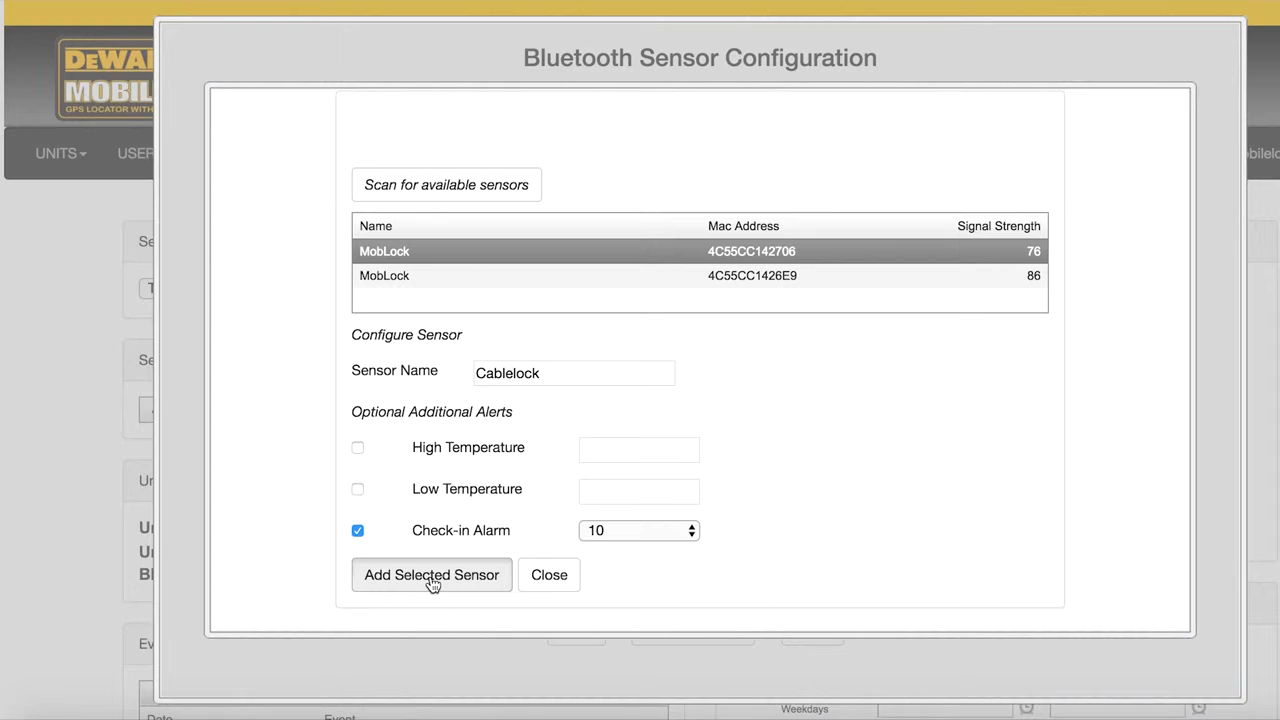 Bluetooth Sensor Configuration
DEWA
MOBIL
GPS LOCATOR WITH
UNITS
USER
Scan for available sensors
Name Mac Address Signal Strength
MobLock 4C55CC142706 76
MobLock 4C55CC1426E9 86
Configure Sensor
Sensor Name Cablelock
Optional Additional Alerts
High Temperature
Low Temperature
Check-in Alarm 10
Add Selected Sensor Close
Date Event
Weekdays